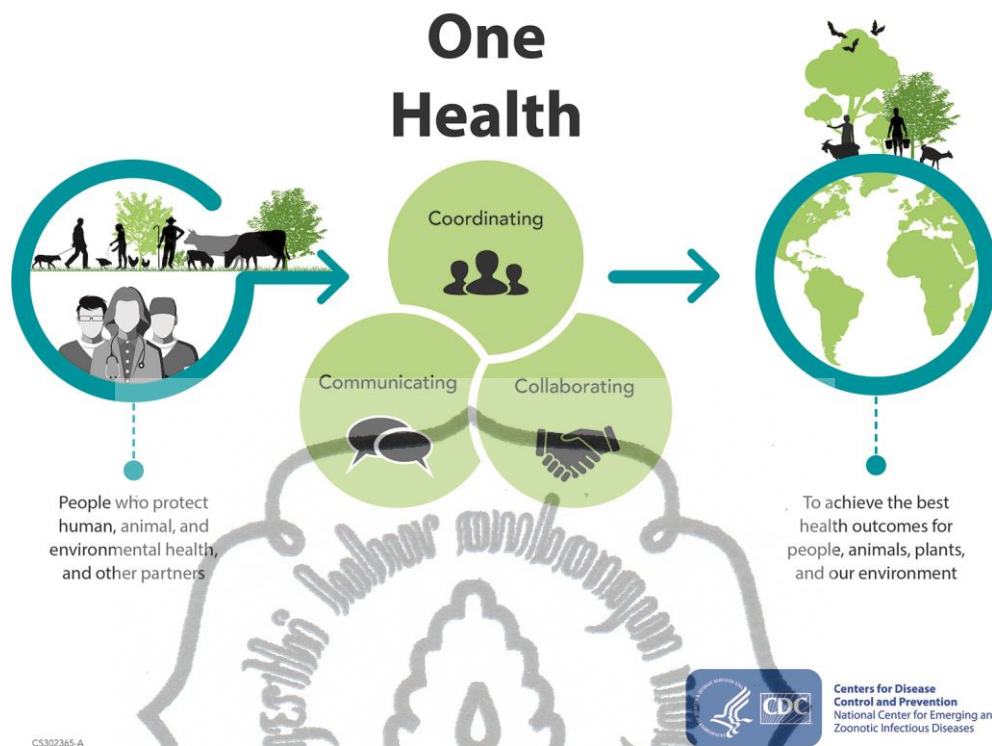 One
Health
Coordinating
Communicating
Collaborating
People who protect
human, animal, and
environmental health,
and other partners
To achieve the best
health outcomes for
people, animals, plants,
and our environment
CDC
Centers for Disease
Control and Prevention
National Center for Emerging an
Zoonotic Infectious Diseases
CS302365-A